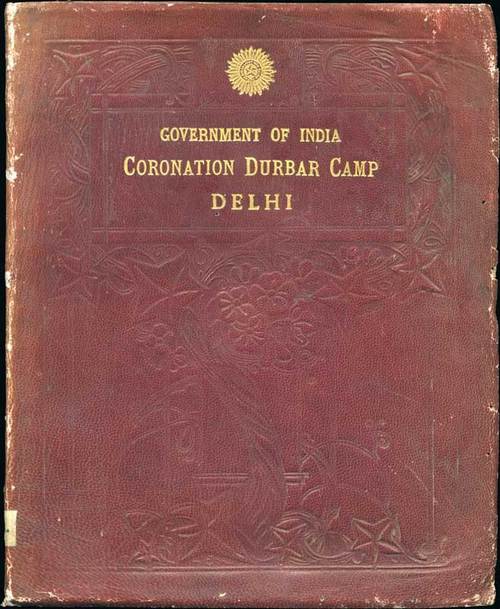 GOVERNMENT OF INDIA
CORONATION DURBAR CAMP
DELHI